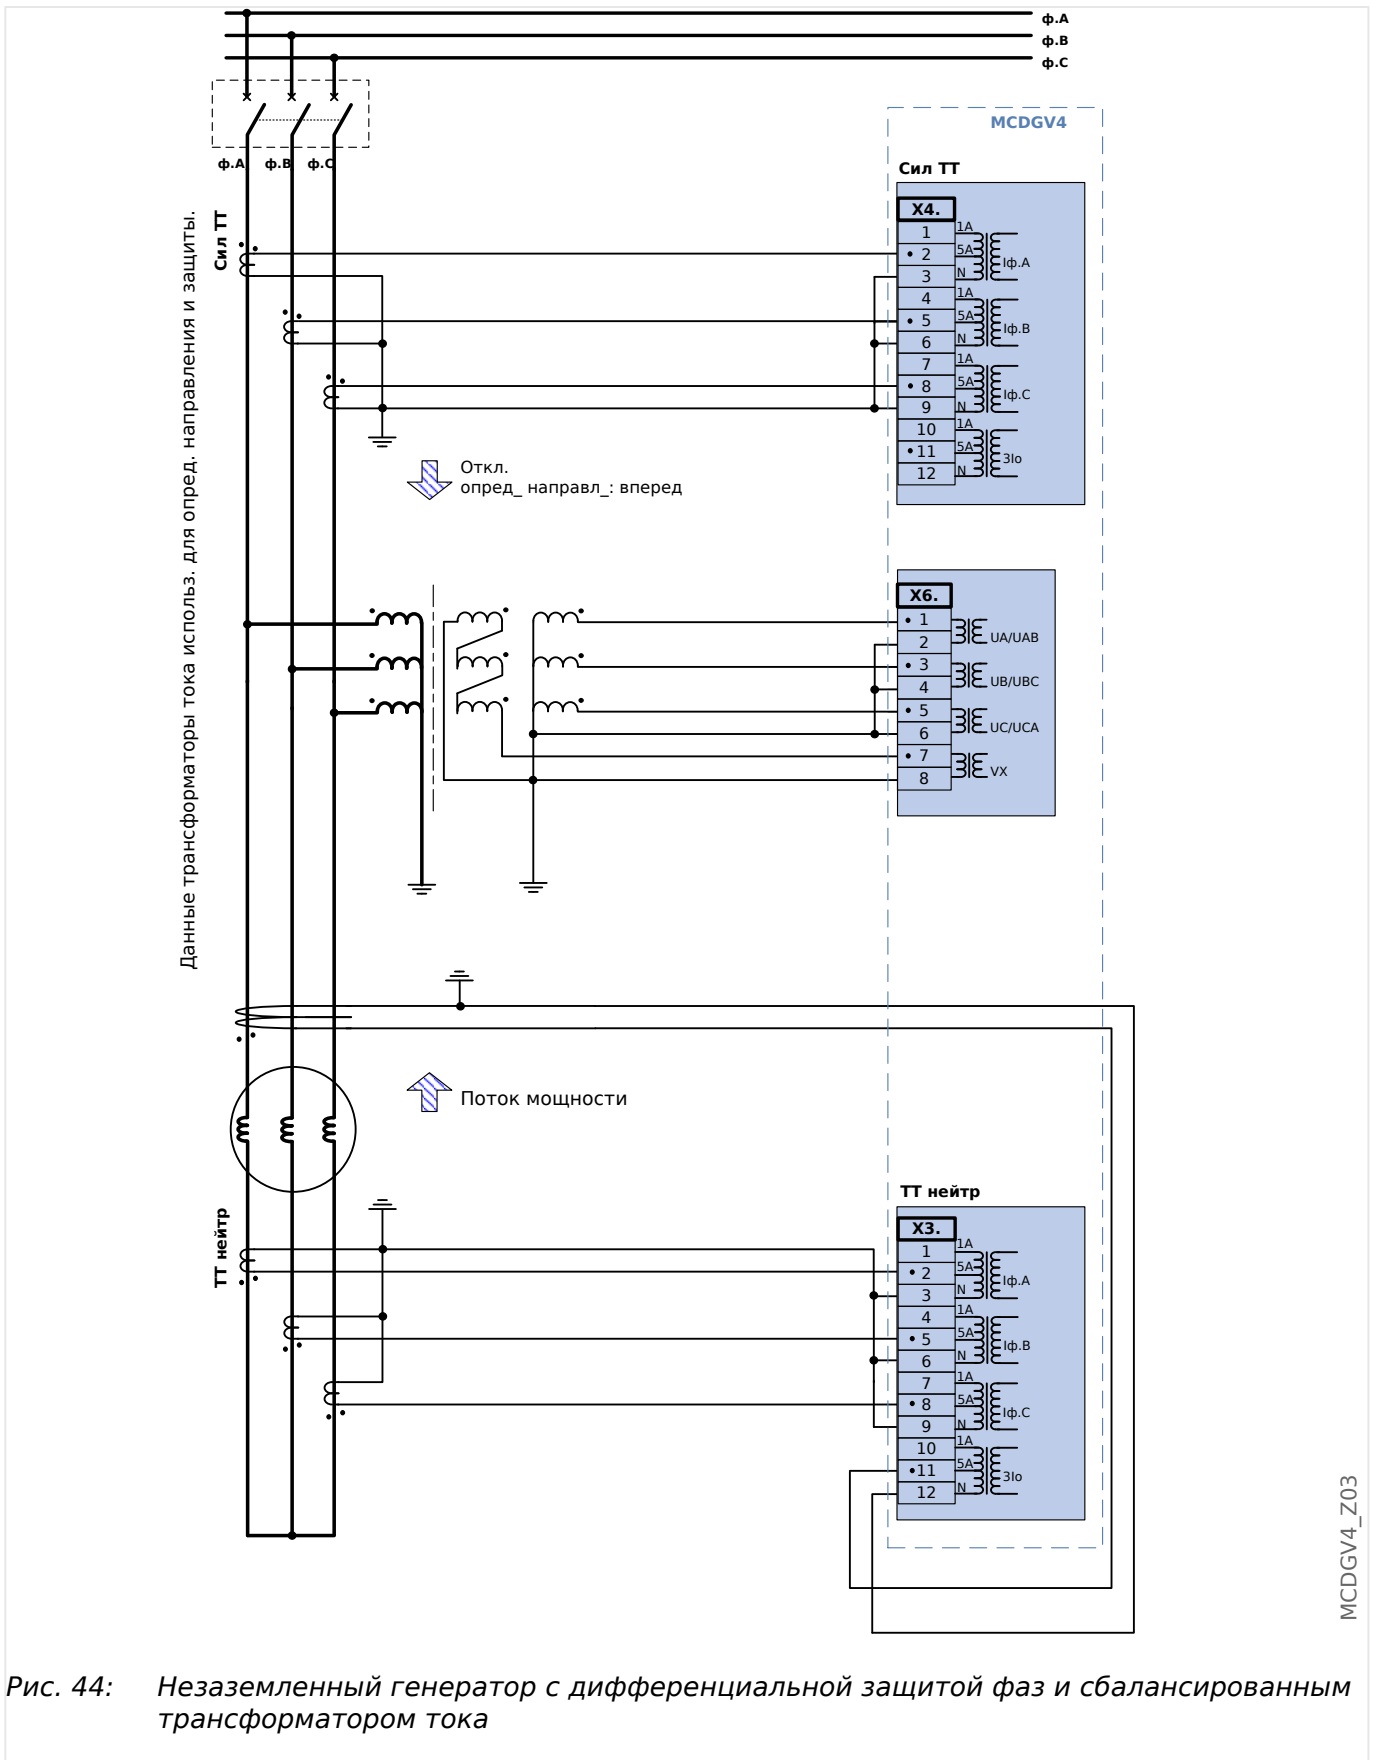 ф.A
ф.B
ф.C
ф.A
ф.B
ф.C
MCDGV4
Сил ТТ
Сил ТТ
Данные трансформаторы тока использ. для опред. направления и защиты.
X4.
1
2
3
4
5
6
7
8
9
10
11
12
1A
5A
N
Iф.A
1A
5A
N
Iф.B
1A
5A
N
Iф.C
1A
5A
N
3Io
Откл.
опред_ направл_: вперед
X6.
1
2
3
4
5
6
7
8
UA/UAB
UB/UBC
UC/UCA
VX
Поток мощности
ТТ нейтр
ТТ нейтр
X3.
1
2
3
4
5
6
7
8
9
10
11
12
1A
5A
N
Iф.A
1A
5A
N
Iф.B
1A
5A
N
Iф.C
1A
5A
N
3Io
MCDGV4_Z03
Рис. 44: Незаземленный генератор с дифференциальной защитой фаз и сбалансированным
трансформатором тока